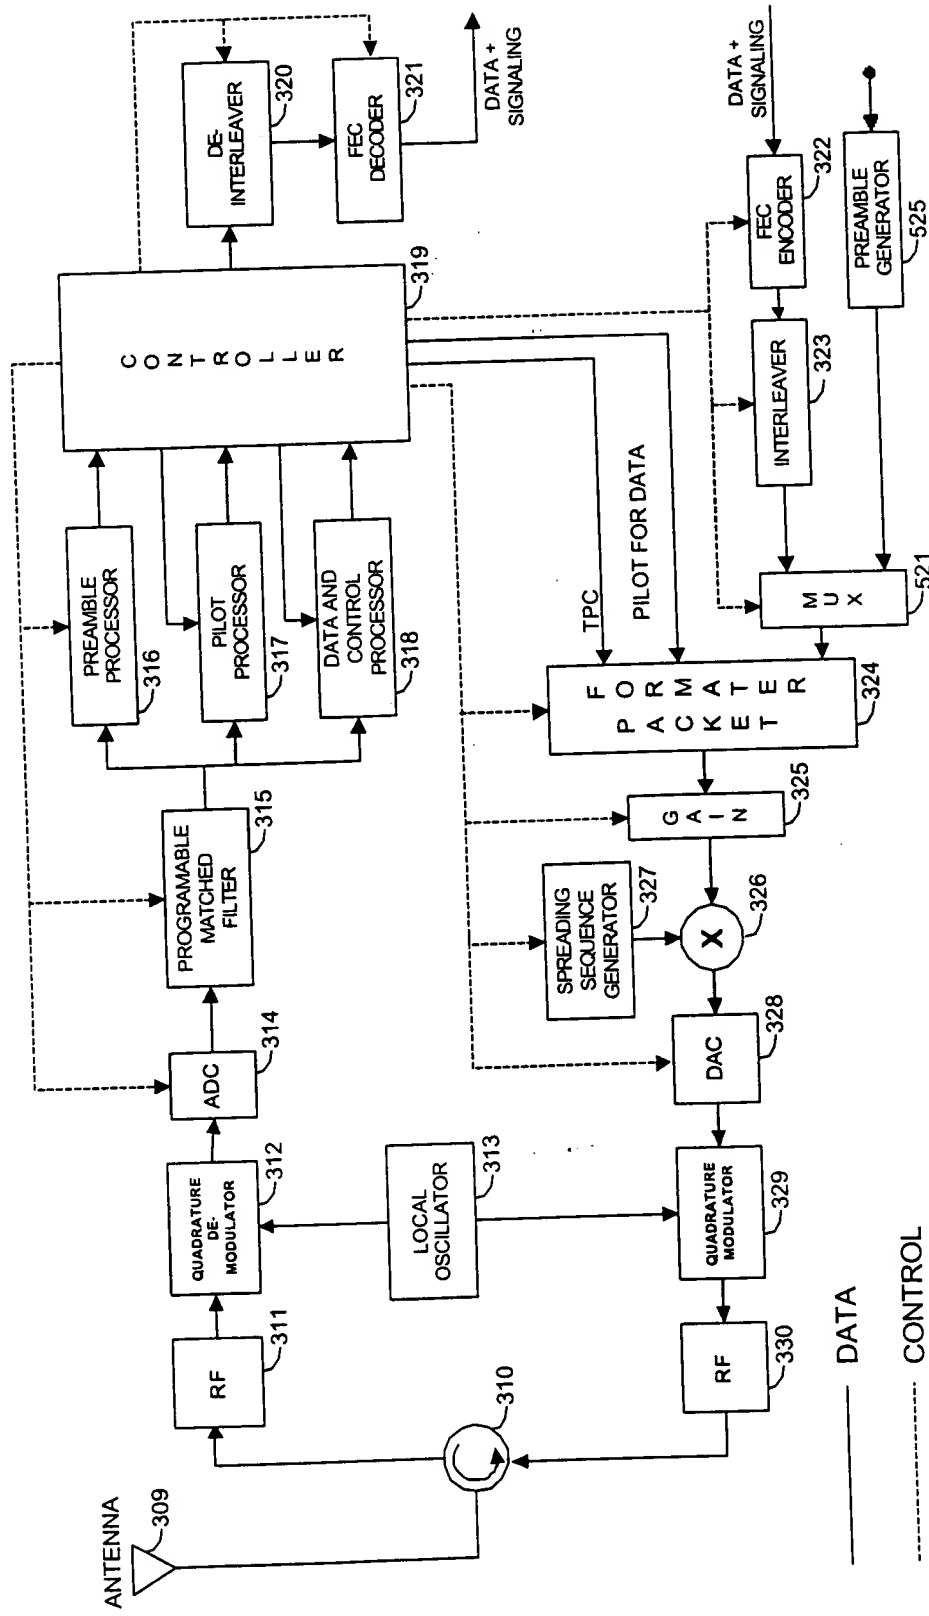 ANTENNA
309
310
RF
311
QUADRATURE
DE-
MODULATOR
312
LOCAL
OSCILLATOR
313
ADC
314
PROGRAMABLE
MATCHED
FILTER
315
PREAMBLE
PROCESSOR
316
PILOT
PROCESSOR
317
DATA AND
CONTROL
PROCESSOR
318
CONTROLLER
319
DE-
INTERLEAVER
320
FEC
DECODER
321
DATA +
SIGNALING
DATA +
SIGNALING
FEC
ENCODER
322
PREAMBLE
GENERATOR
525
INTERLEAVER
323
MUX
521
TPC
PILOT FOR DATA
PACKET
FORMATER
324
GAIN
325
X
326
SPREADING
SEQUENCE
GENERATOR
327
DAC
328
QUADRATURE
MODULATOR
329
RF
330
DATA
CONTROL